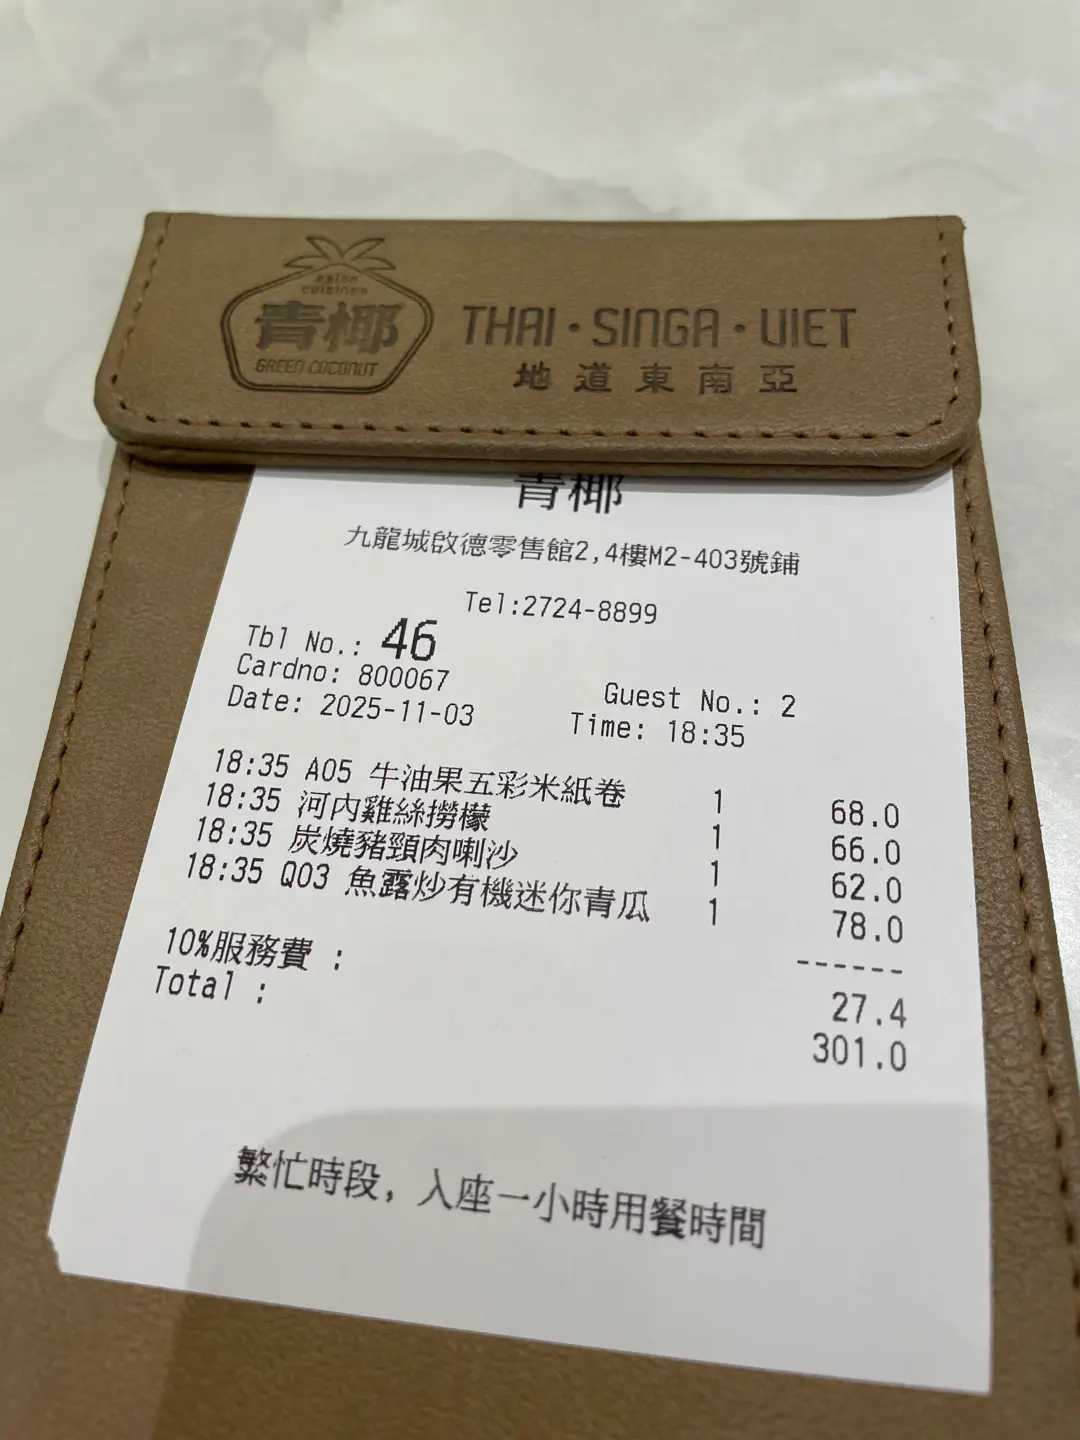 asian
cuisines
青椰
GREEN COCONUT
THAI · SINGA · VIET
地道東南亞
青椰
九龍城啟德零售館2,4樓M2-403號鋪
Tel:2724-8899
Tbl No.: 46
Cardno: 800067 Guest No.: 2
Date: 2025-11-03 Time: 18:35
18:35 A05 牛油果五彩米紙卷 1 68.0
18:35 河內雞絲撈檬 1 66.0
18:35 炭燒豬頸肉喇沙 1 62.0
18:35 Q03 魚露炒有機迷你青瓜 1 78.0
------
10%服務費 : 27.4
Total : 301.0
繁忙時段, 入座一小時用餐時間